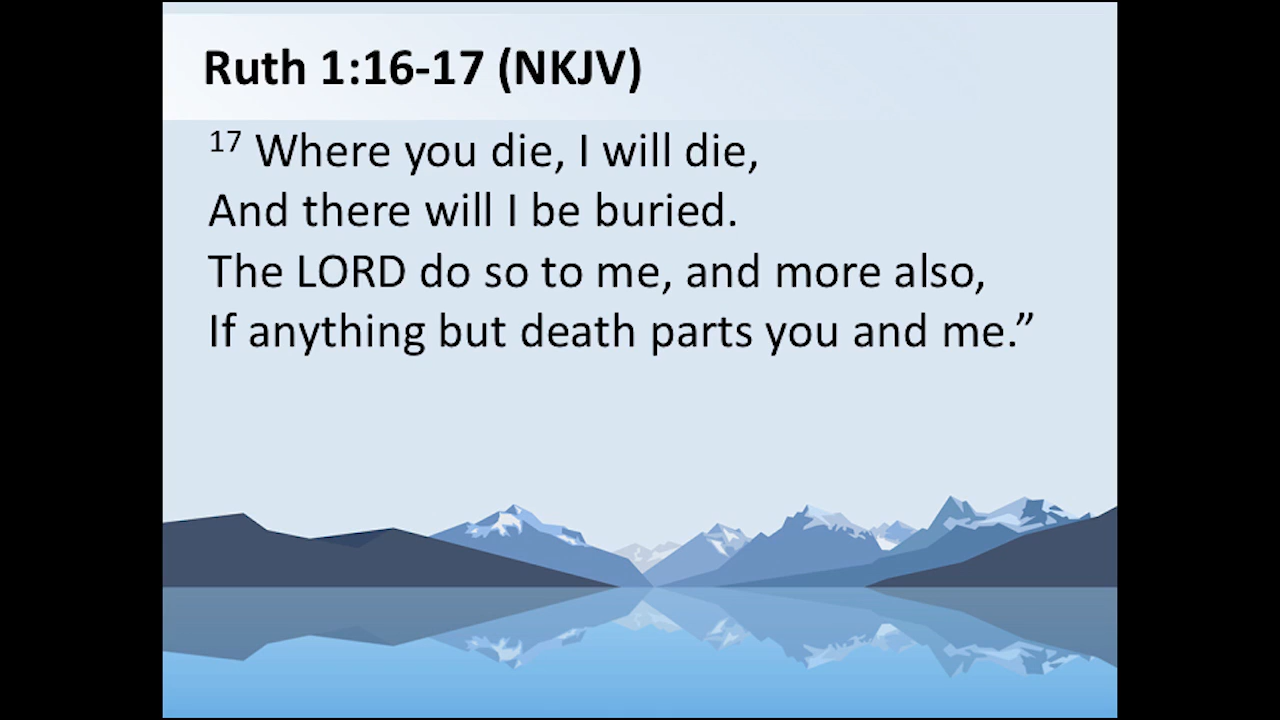 Ruth 1:16-17 (NKJV)
17 Where you die, I will die,
And there will I be buried.
The LORD do so to me, and more also,
If anything but death parts you and me.”